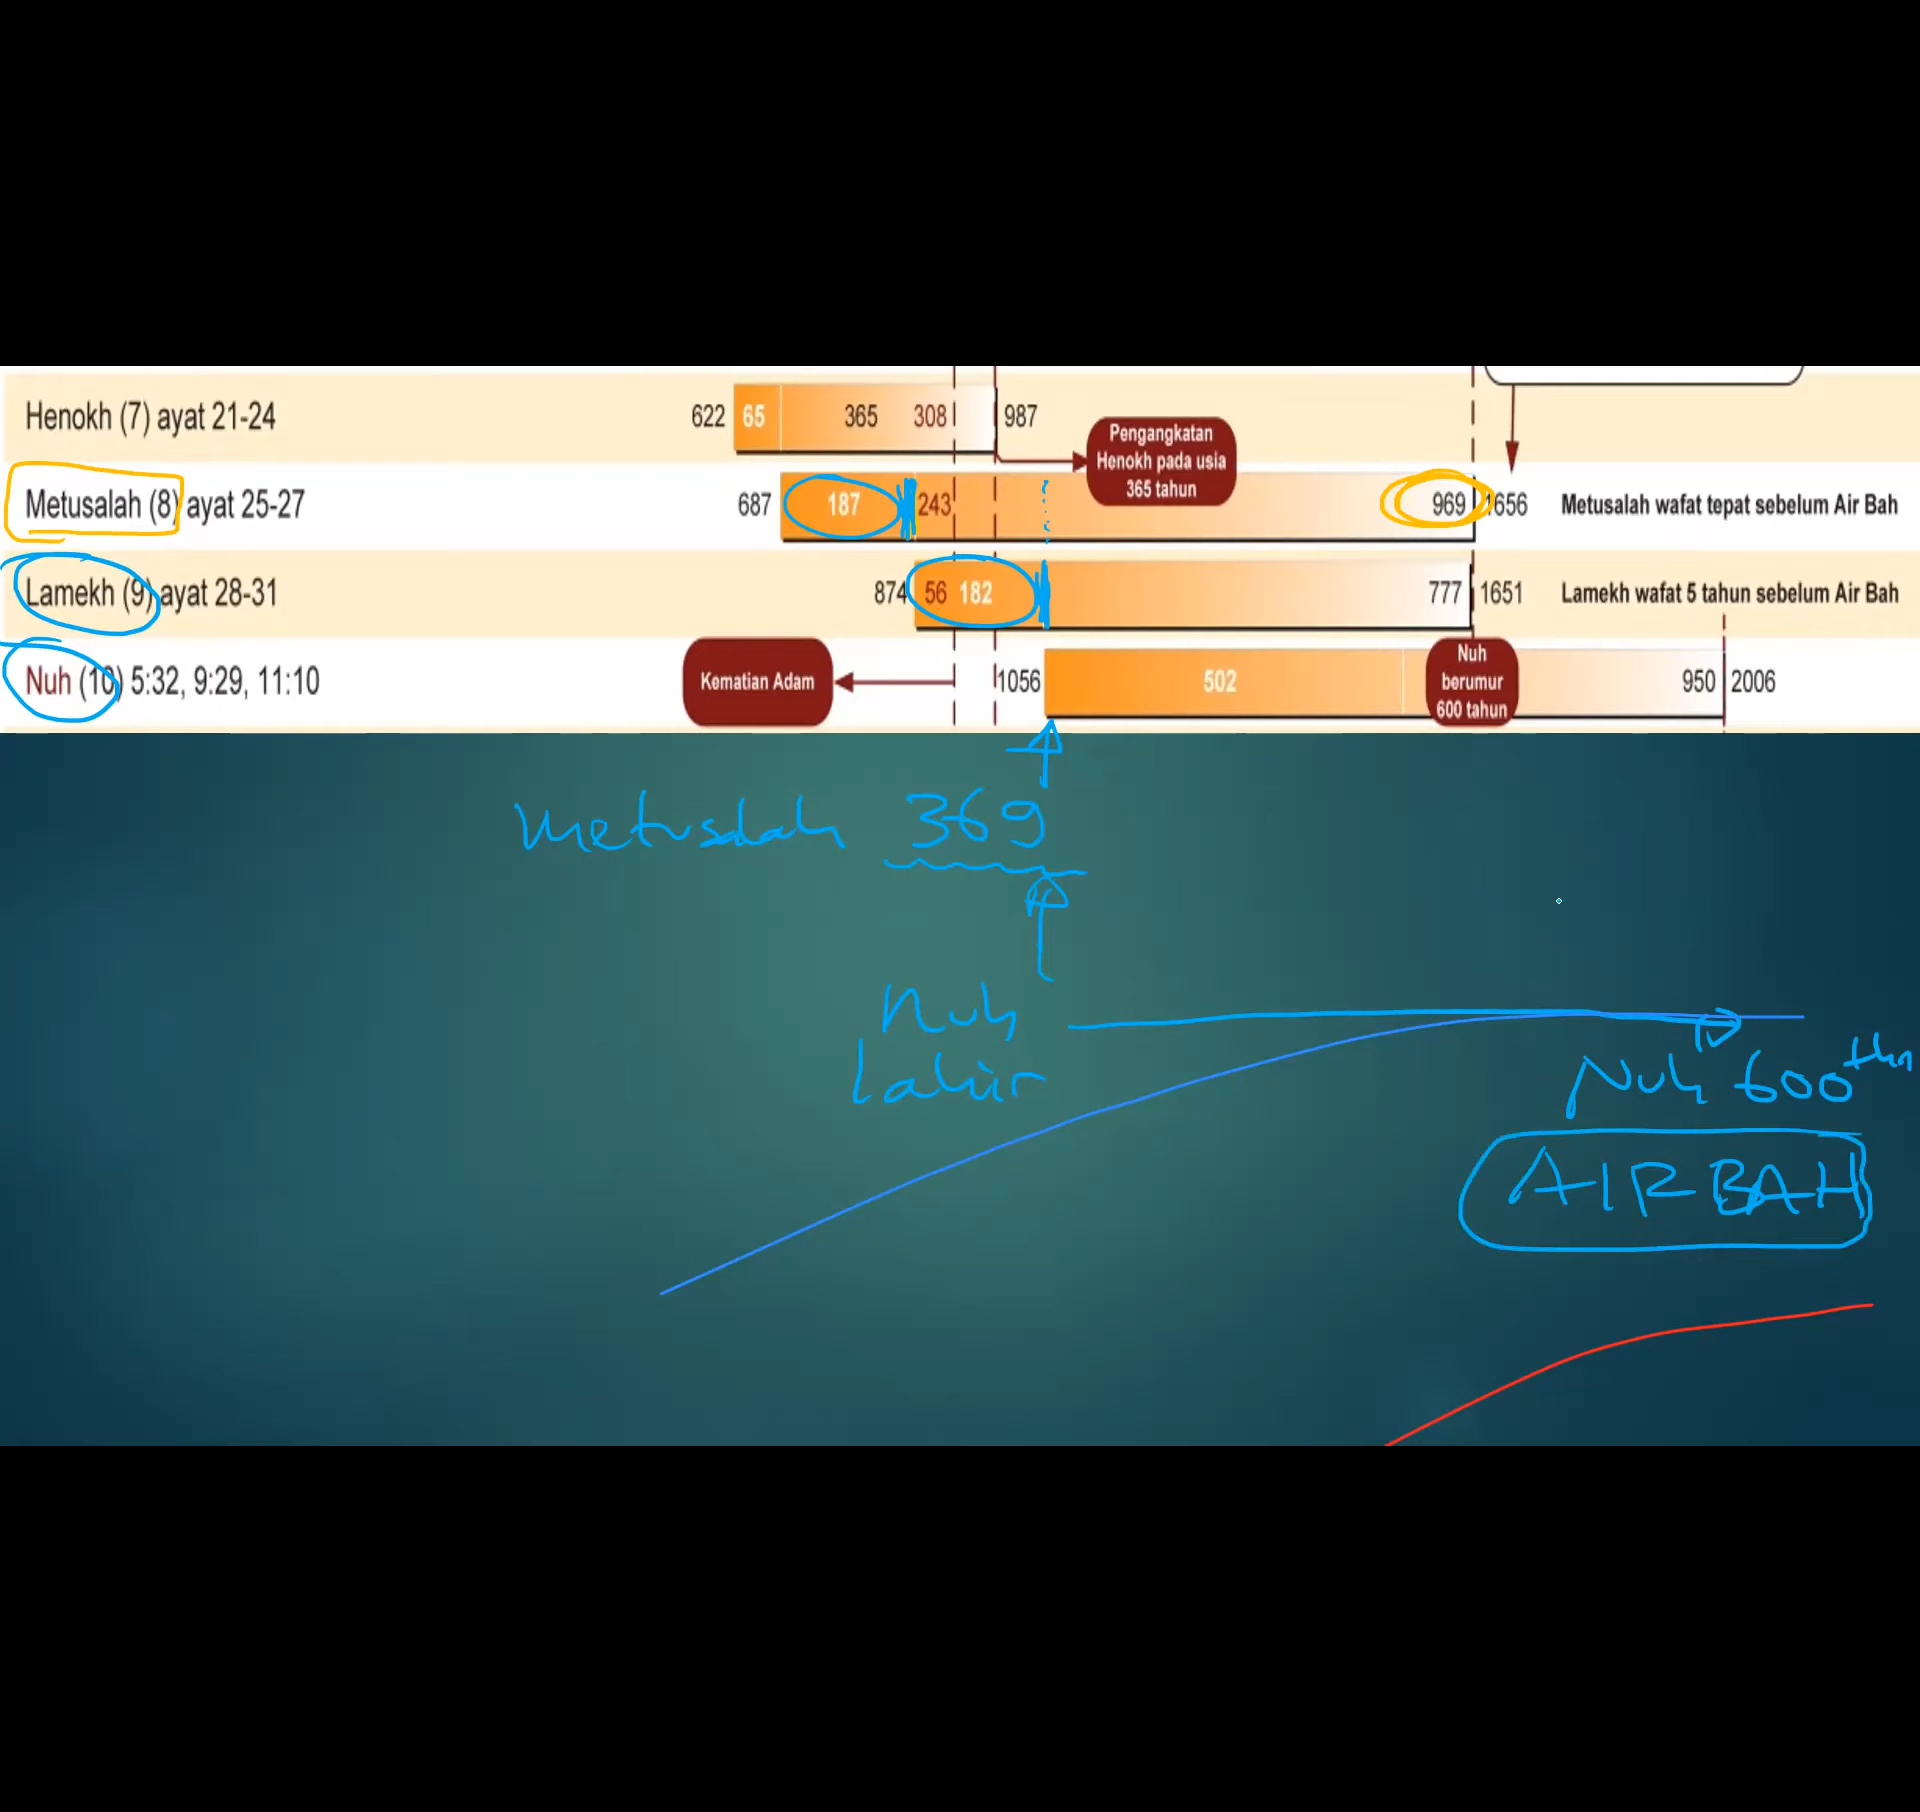 Henokh (7) ayat 21-24 622 65 365 308 987
Pengangkatan
Henokh pada usia
365 tahun
Metusalah (8) ayat 25-27 687 187 243 969 1656 Metusalah wafat tepat sebelum Air Bah
Lamekh (9) ayat 28-31 874 56 182 777 1651 Lamekh wafat 5 tahun sebelum Air Bah
Nuh (10) 5:32, 9:29, 11:10 Kematian Adam 1056 502 950 2006
Nuh
berumur
600 tahun
Metusalah 369
Nuh
Lahir
Nuh 600 thn
AIR BAH